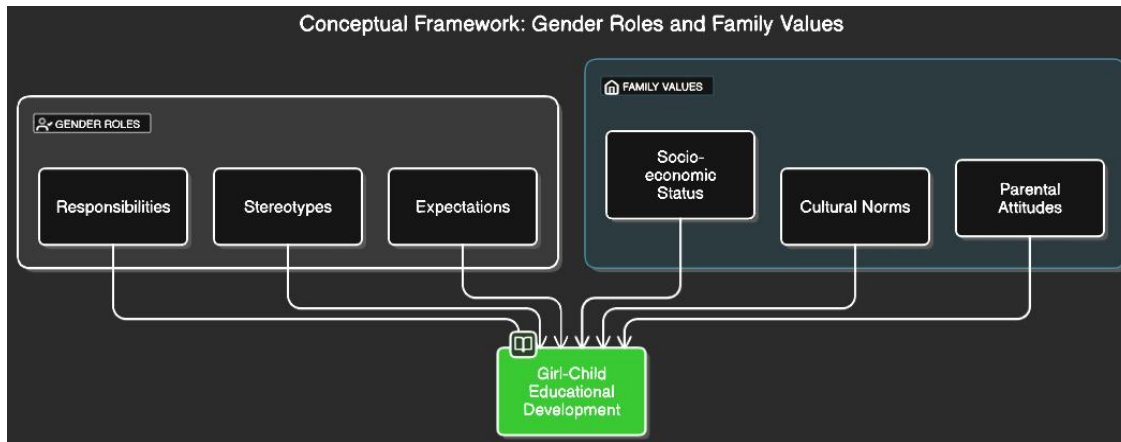 Conceptual Framework: Gender Roles and Family Values
GENDER ROLES
Responsibilities
Stereotypes
Expectations
FAMILY VALUES
Socio-
economic
Status
Cultural Norms
Parental
Attitudes
Girl-Child
Educational
Development